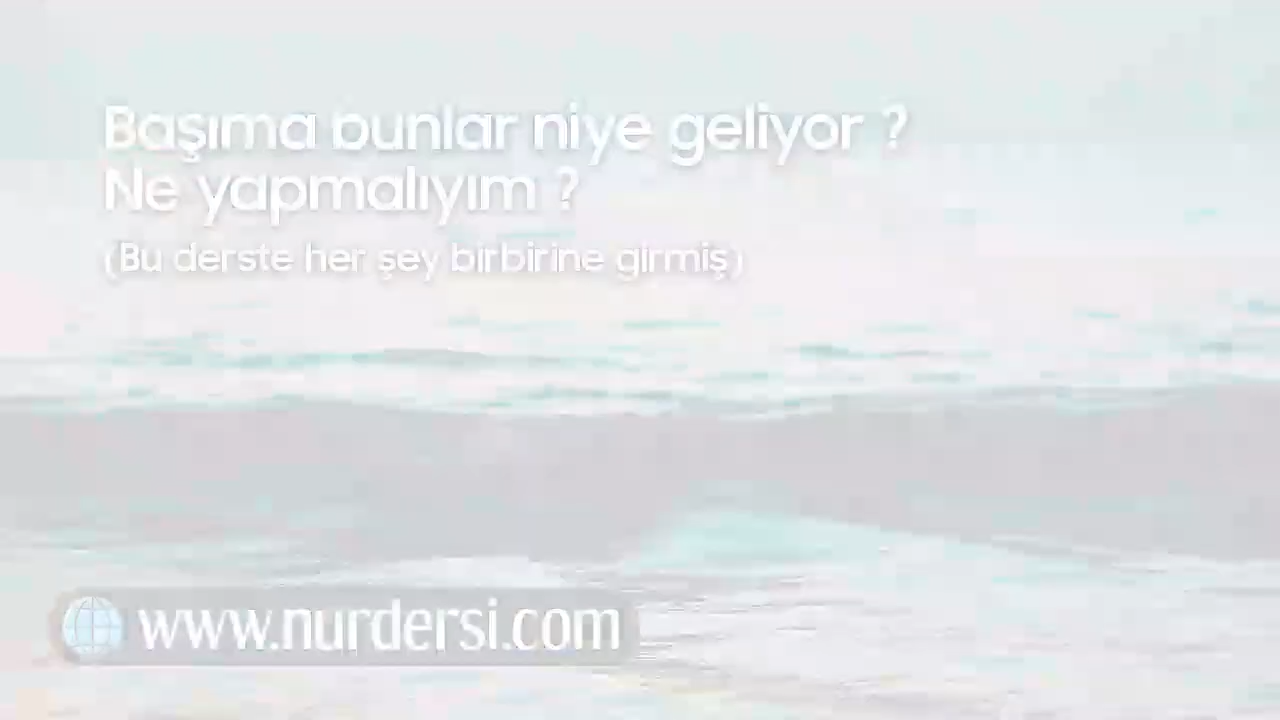 Başıma bunlar niye geliyor ?
Ne yapmalıyım ?
(Bu derste her şey birbirine girmiş)
www.nurdersi.com